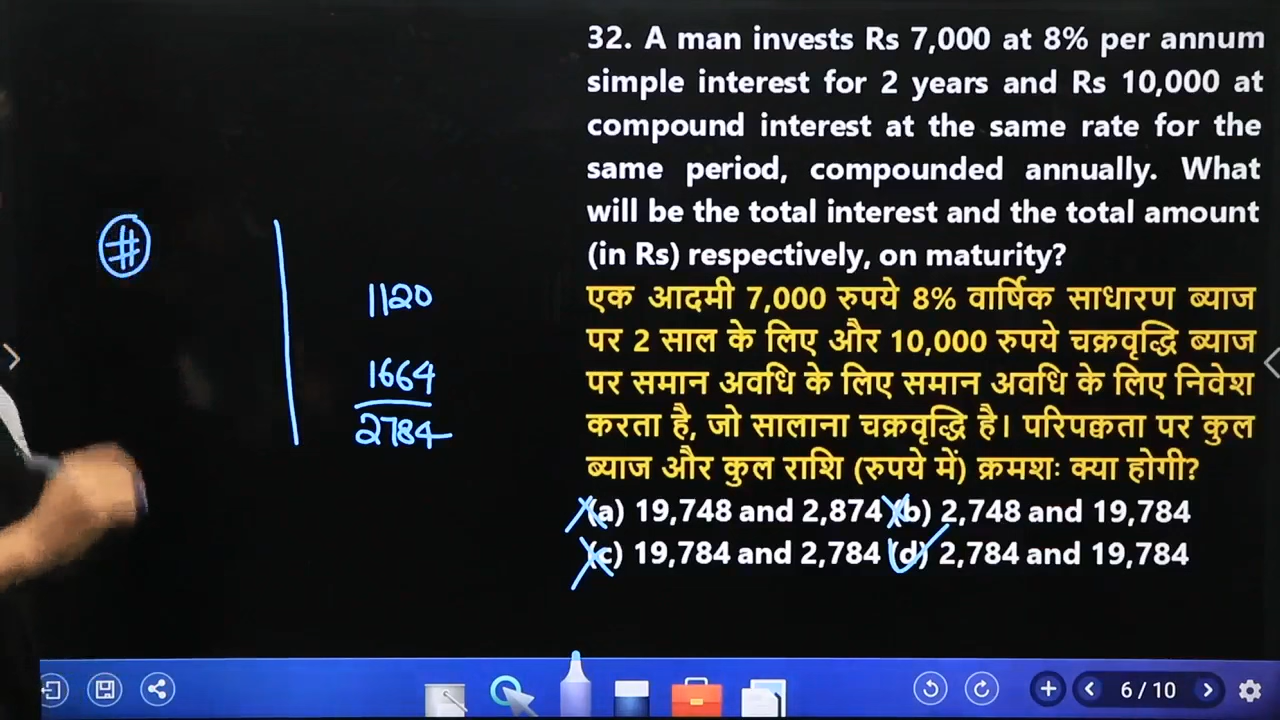 32. A man invests Rs 7,000 at 8% per annum
simple interest for 2 years and Rs 10,000 at
compound interest at the same rate for the
same period, compounded annually. What
will be the total interest and the total amount
(in Rs) respectively, on maturity?
एक आदमी 7,000 रुपये 8% वार्षिक साधारण ब्याज
पर 2 साल के लिए और 10,000 रुपये चक्रवृद्धि ब्याज
पर समान अवधि के लिए समान अवधि के लिए निवेश
करता है, जो सालाना चक्रवृद्धि है। परिपक्वता पर कुल
ब्याज और कुल राशि (रुपये में) क्रमशः क्या होगी?
(a) 19,748 and 2,874 (b) 2,748 and 19,784
(c) 19,784 and 2,784 (d) 2,784 and 19,784
#
1120
1664
2784
6 / 10